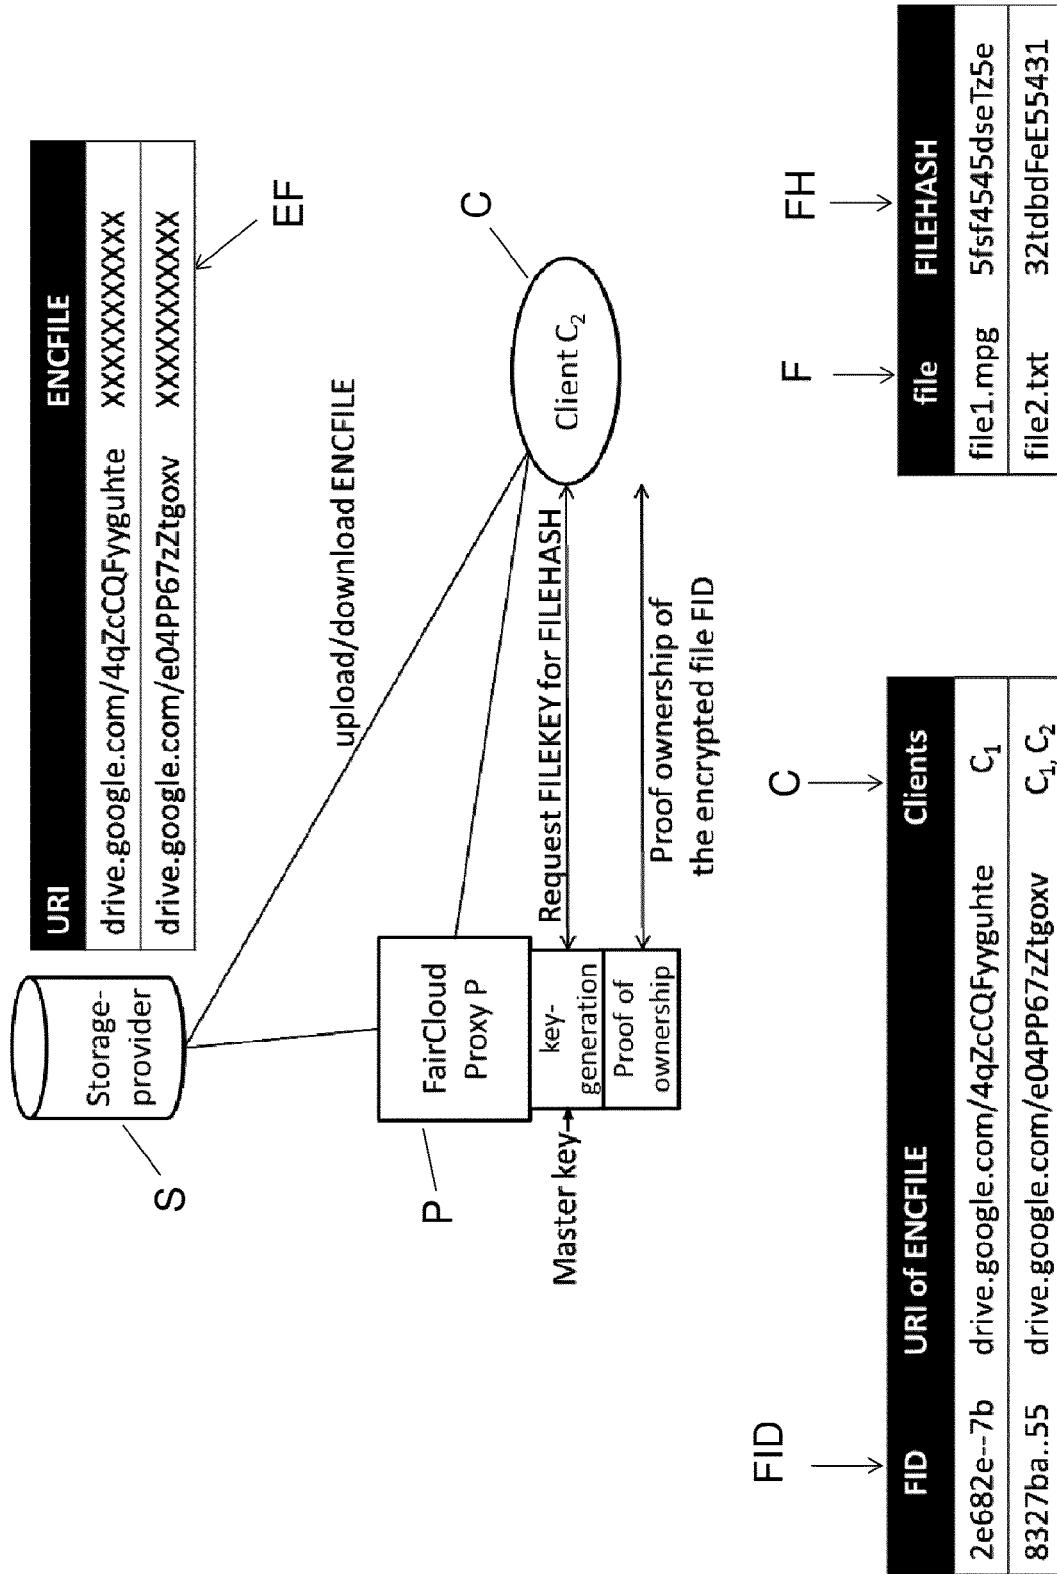 URI ENCFILE
drive.google.com/4qZcCQFyyguhte XXXXXXXXXX
drive.google.com/e04PP67zZtgoxv XXXXXXXXXX
EF
Storage-
provider
S
upload/download ENCFILE
C
Client C₂
FairCloud
Proxy P
P
key-
generation
Proof of
ownership
Master key
Request FILEKEY for FILEHASH
Proof ownership of
the encrypted file FID
FID
C
FID URI of ENCFILE Clients
2e682e--7b drive.google.com/4qZcCQFyyguhte C₁
8327ba..55 drive.google.com/e04PP67zZtgoxv C₁, C₂
F
FH
file FILEHASH
file1.mpg 5fsf4545dseTz5e
file2.txt 32tdbdFeE55431